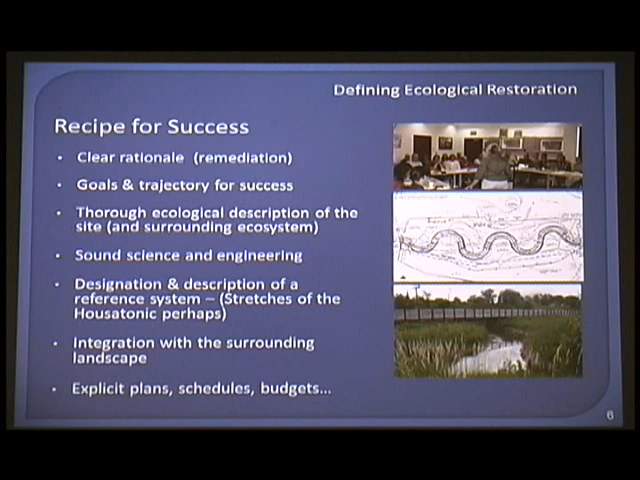 Defining Ecological Restoration
Recipe for Success
• Clear rationale (remediation)
• Goals & trajectory for success
• Thorough ecological description of the
site (and surrounding ecosystem)
• Sound science and engineering
• Designation & description of a
reference system – (Stretches of the
Housatonic perhaps)
• Integration with the surrounding
landscape
• Explicit plans, schedules, budgets...
6